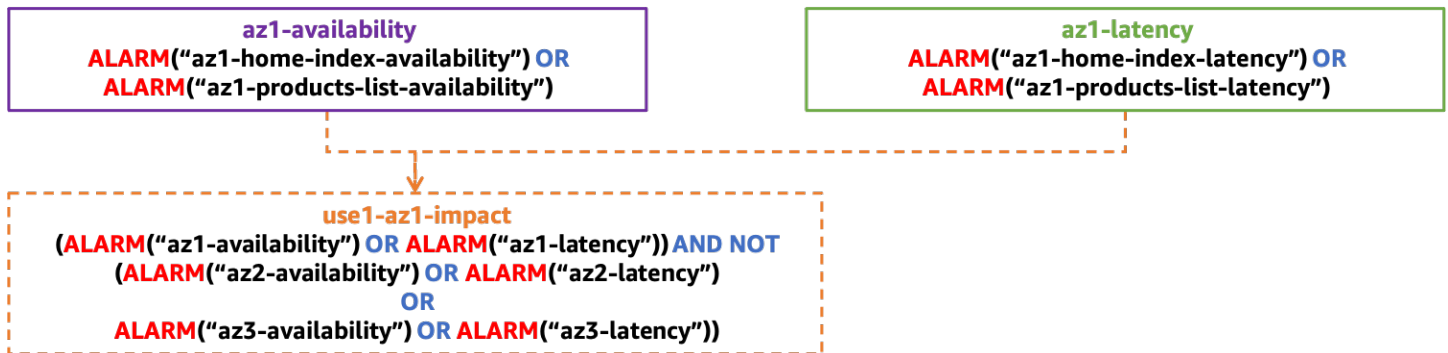 az1-availability
ALARM(“az1-home-index-availability”) OR
ALARM(“az1-products-list-availability”)
az1-latency
ALARM(“az1-home-index-latency”) OR
ALARM(“az1-products-list-latency”)
use1-az1-impact
(ALARM(“az1-availability”) OR ALARM(“az1-latency”)) AND NOT
(ALARM(“az2-availability”) OR ALARM(“az2-latency”)
OR
ALARM(“az3-availability”) OR ALARM(“az3-latency”))